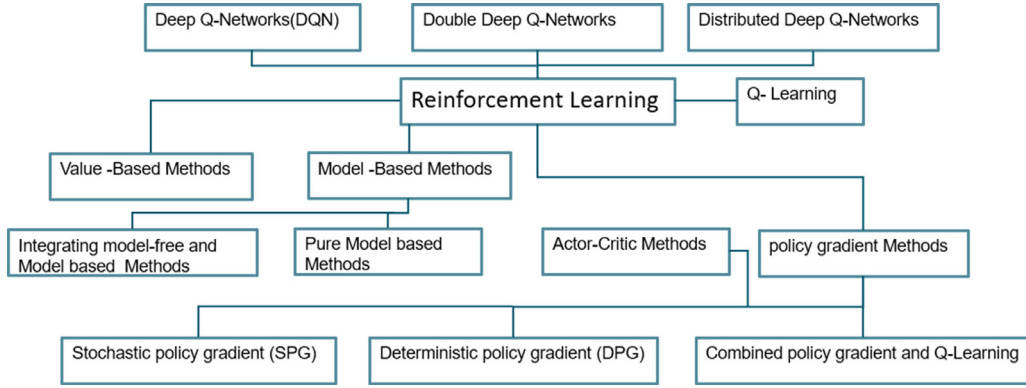 Deep Q-Networks(DQN)
Double Deep Q-Networks
Distributed Deep Q-Networks
Reinforcement Learning
Q- Learning
Value -Based Methods
Model -Based Methods
Integrating model-free and
Model based  Methods
Pure Model based
Methods
Actor-Critic Methods
policy gradient Methods
Stochastic policy gradient (SPG)
Deterministic policy gradient (DPG)
Combined policy gradient and Q-Learning